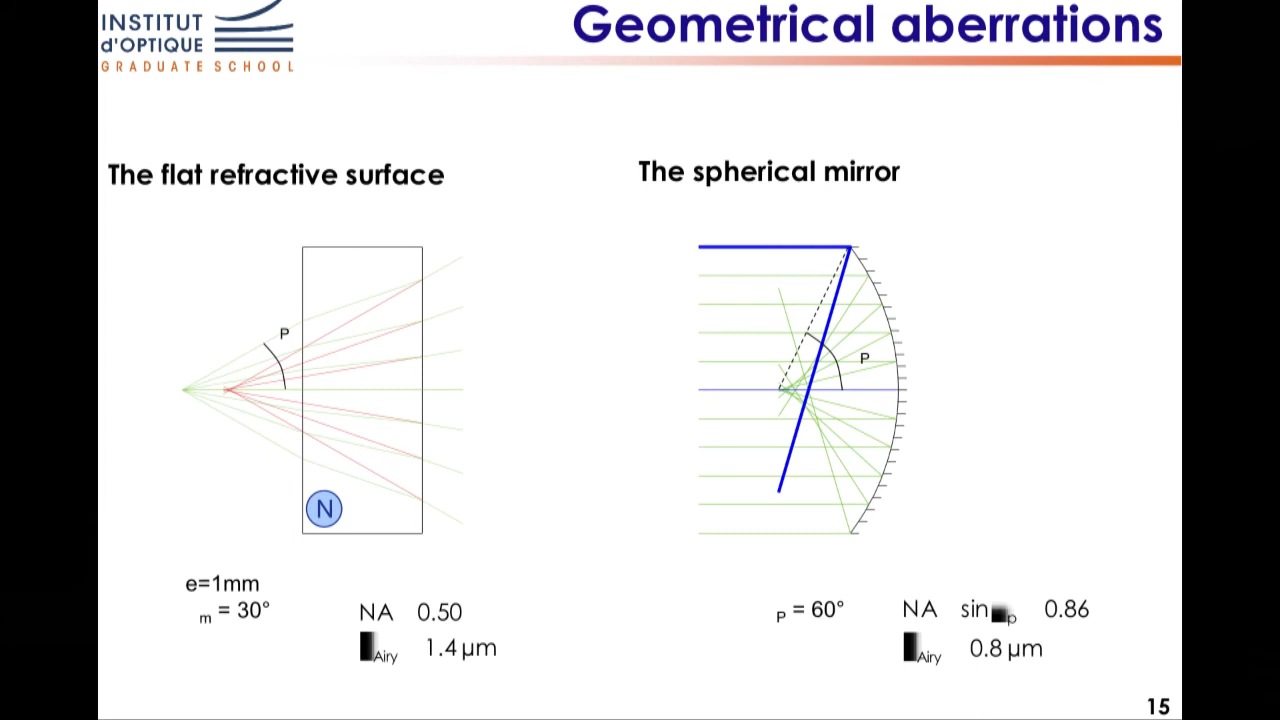 INSTITUT
d'OPTIQUE
GRADUATE SCHOOL
Geometrical aberrations
The flat refractive surface
The spherical mirror
P
N
P
e=1mm
m = 30°
NA 0.50
Airy 1.4 µm
P = 60°
NA sin p 0.86
Airy 0.8 µm
15